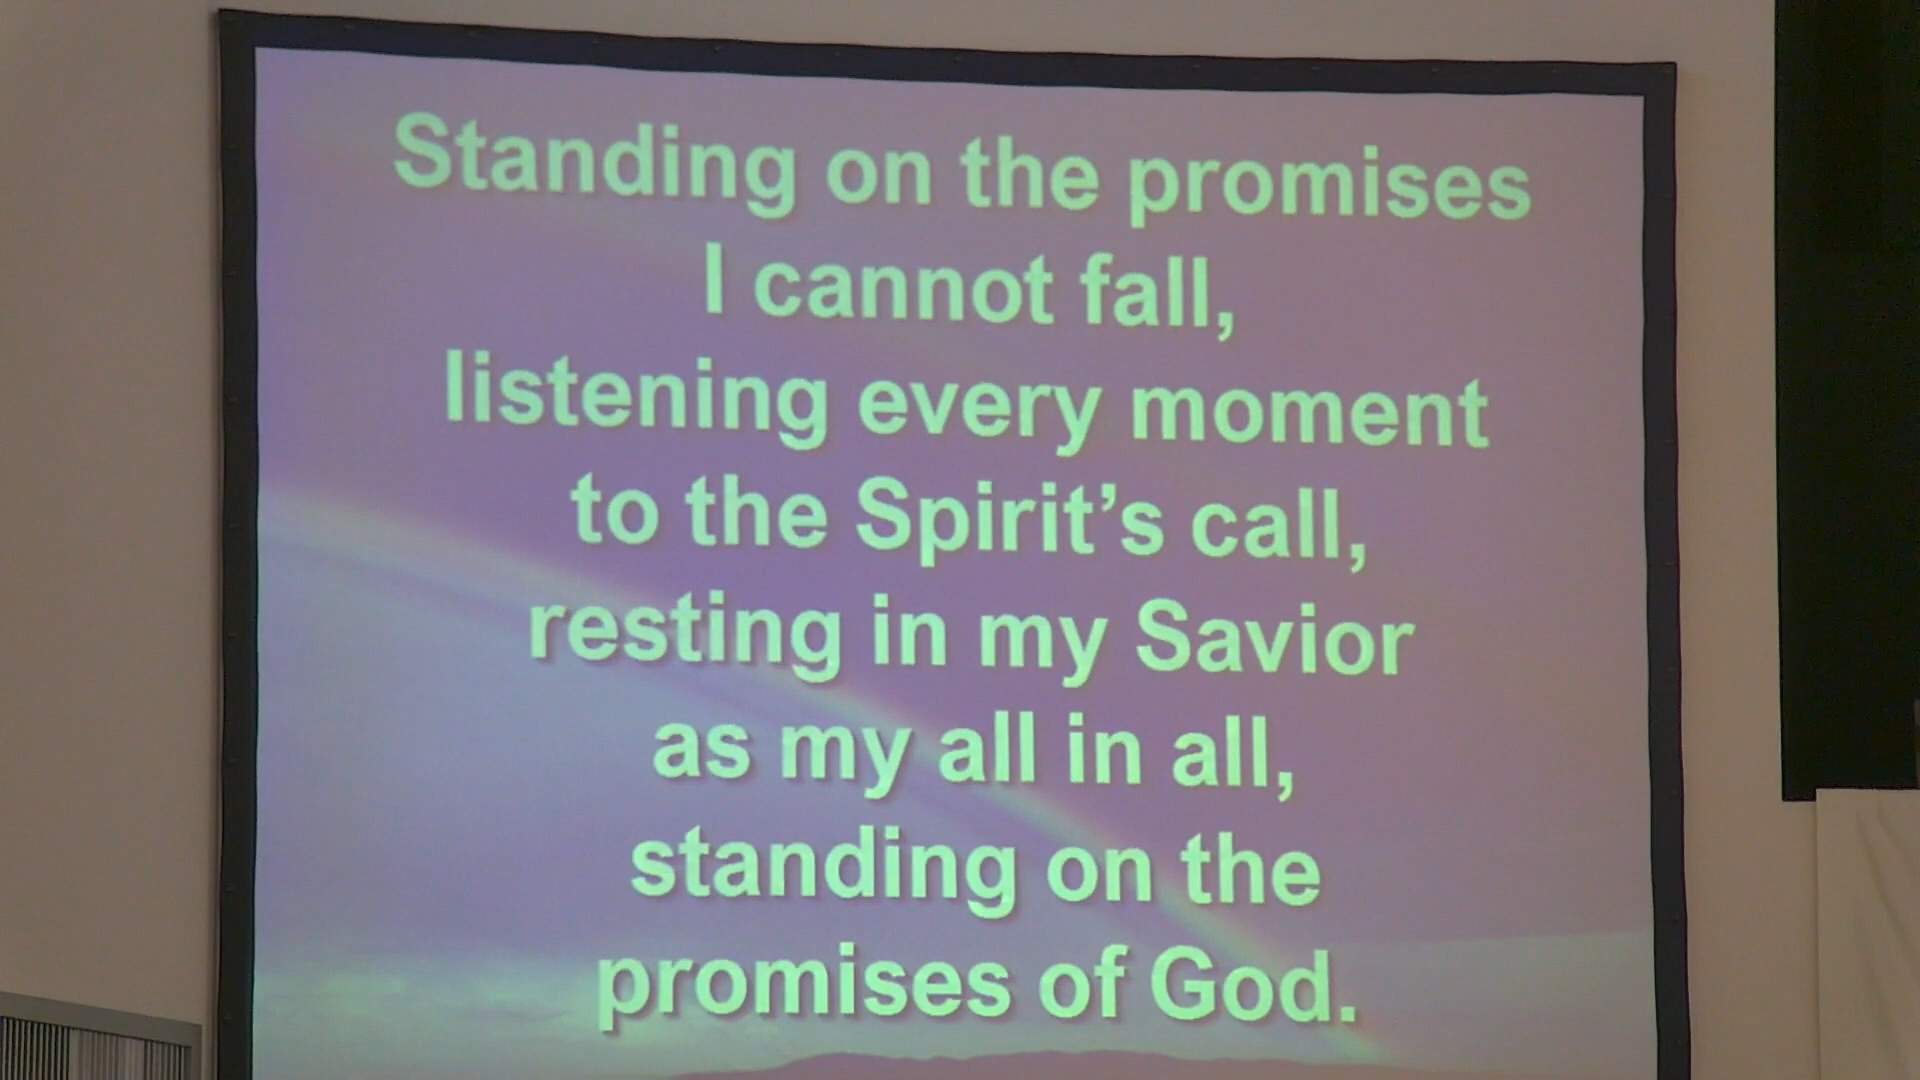 Standing on the promises
I cannot fall,
listening every moment
to the Spirit’s call,
resting in my Savior
as my all in all,
standing on the
promises of God.